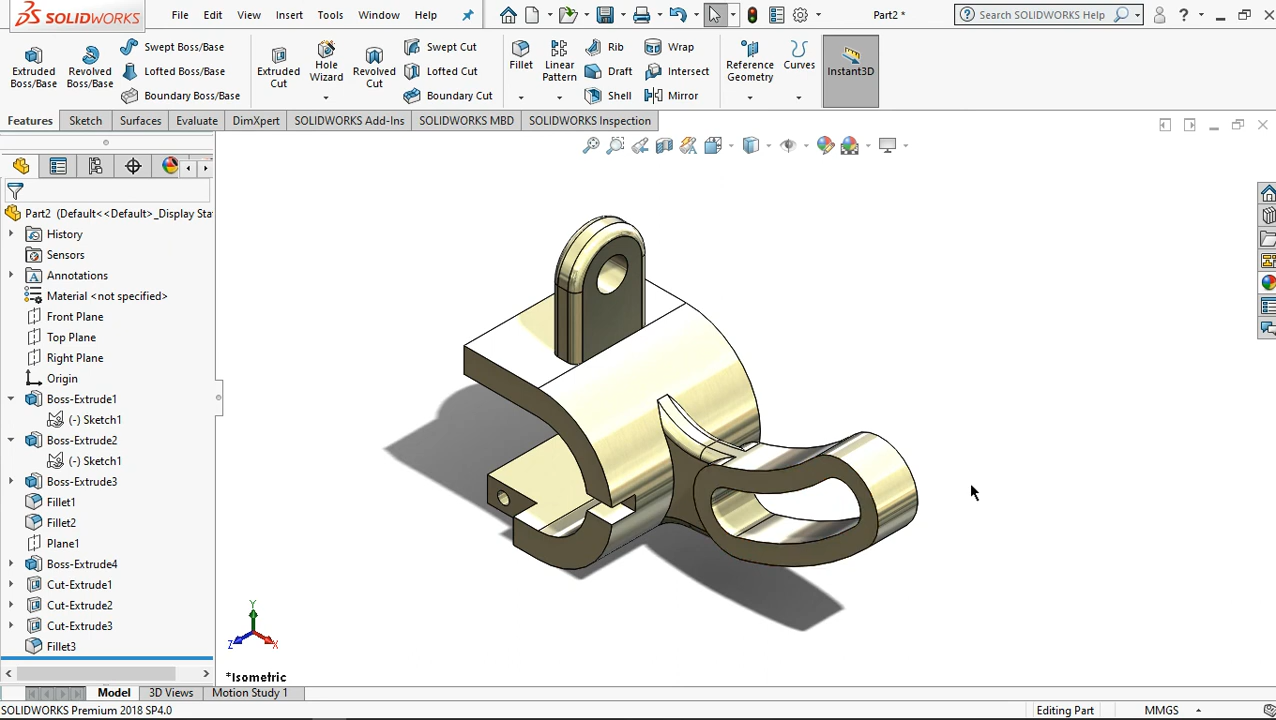 DS SOLIDWORKS File Edit View Insert Tools Window Help Part2 * Search SOLIDWORKS Help ?
Extruded Boss/Base
Revolved Boss/Base
Swept Boss/Base
Lofted Boss/Base
Boundary Boss/Base
Extruded Cut
Hole Wizard
Revolved Cut
Swept Cut
Lofted Cut
Boundary Cut
Fillet
Linear Pattern
Rib
Draft
Shell
Wrap
Intersect
Mirror
Reference Geometry
Curves
Instant3D
Features Sketch Surfaces Evaluate DimXpert SOLIDWORKS Add-Ins SOLIDWORKS MBD SOLIDWORKS Inspection
Part2 (Default<<Default>_Display Sta
History
Sensors
Annotations
Material <not specified>
Front Plane
Top Plane
Right Plane
Origin
Boss-Extrude1
(-) Sketch1
Boss-Extrude2
(-) Sketch1
Boss-Extrude3
Fillet1
Fillet2
Plane1
Boss-Extrude4
Cut-Extrude1
Cut-Extrude2
Cut-Extrude3
Fillet3
Y
Z X
*Isometric
Model 3D Views Motion Study 1
SOLIDWORKS Premium 2018 SP4.0 Editing Part MMGS